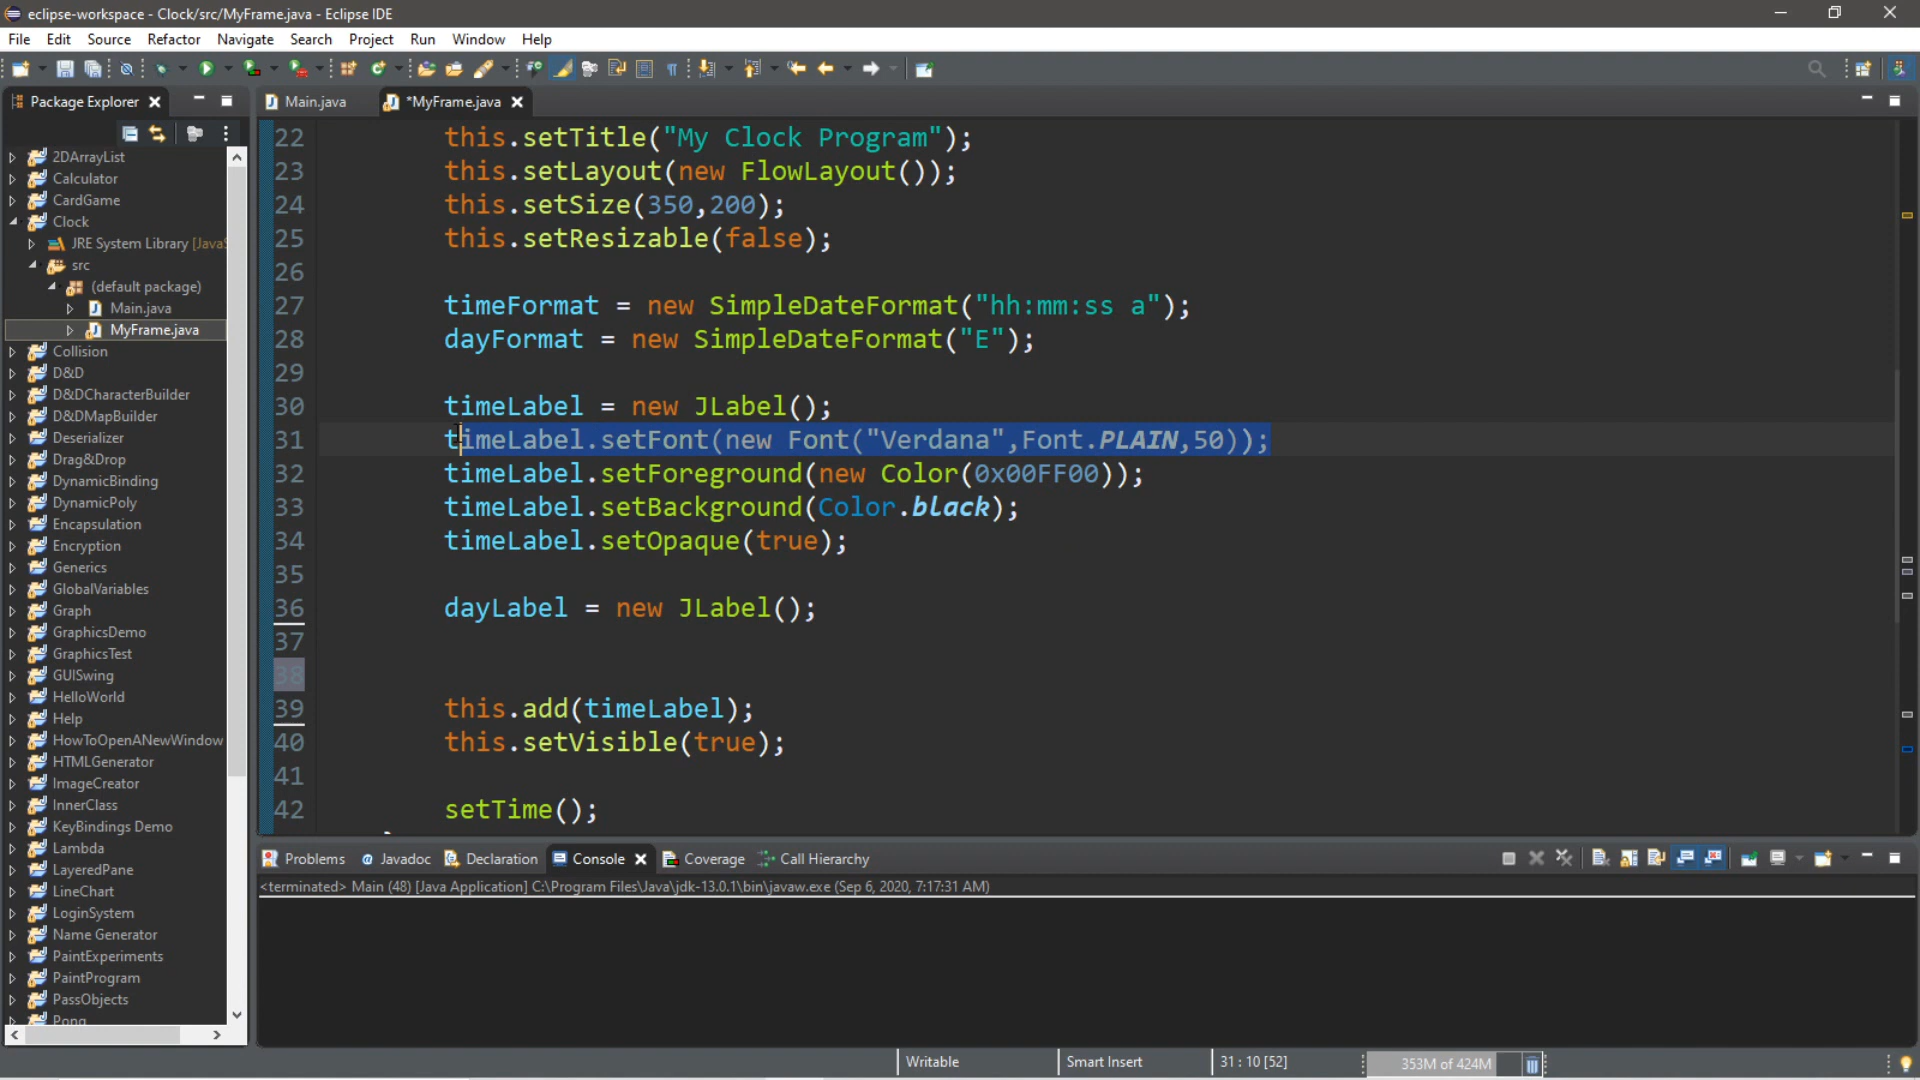 eclipse-workspace - Clock/src/MyFrame.java - Eclipse IDE
File Edit Source Refactor Navigate Search Project Run Window Help
Package Explorer
Main.java *MyFrame.java
2DArrayList
Calculator
CardGame
Clock
JRE System Library [JavaS
src
(default package)
Main.java
MyFrame.java
Collision
D&D
D&DCharacterBuilder
D&DMapBuilder
Deserializer
Drag&Drop
DynamicBinding
DynamicPoly
Encapsulation
Encryption
Generics
GlobalVariables
Graph
GraphicsDemo
GraphicsTest
GUISwing
HelloWorld
Help
HowToOpenANewWindow
HTMLGenerator
ImageCreator
InnerClass
KeyBindings Demo
Lambda
LayeredPane
LineChart
LoginSystem
Name Generator
PaintExperiments
PaintProgram
PassObjects
Pong
22 this.setTitle("My Clock Program");
23 this.setLayout(new FlowLayout());
24 this.setSize(350,200);
25 this.setResizable(false);
26
27 timeFormat = new SimpleDateFormat("hh:mm:ss a");
28 dayFormat = new SimpleDateFormat("E");
29
30 timeLabel = new JLabel();
31 timeLabel.setFont(new Font("Verdana",Font.PLAIN,50));
32 timeLabel.setForeground(new Color(0x00FF00));
33 timeLabel.setBackground(Color.black);
34 timeLabel.setOpaque(true);
35
36 dayLabel = new JLabel();
37
38
39 this.add(timeLabel);
40 this.setVisible(true);
41
42 setTime();
Problems Javadoc Declaration Console Coverage Call Hierarchy
<terminated> Main (48) [Java Application] C:\Program Files\Java\jdk-13.0.1\bin\javaw.exe (Sep 6, 2020, 7:17:31 AM)
Writable Smart Insert 31 : 10 [52] 353M of 424M